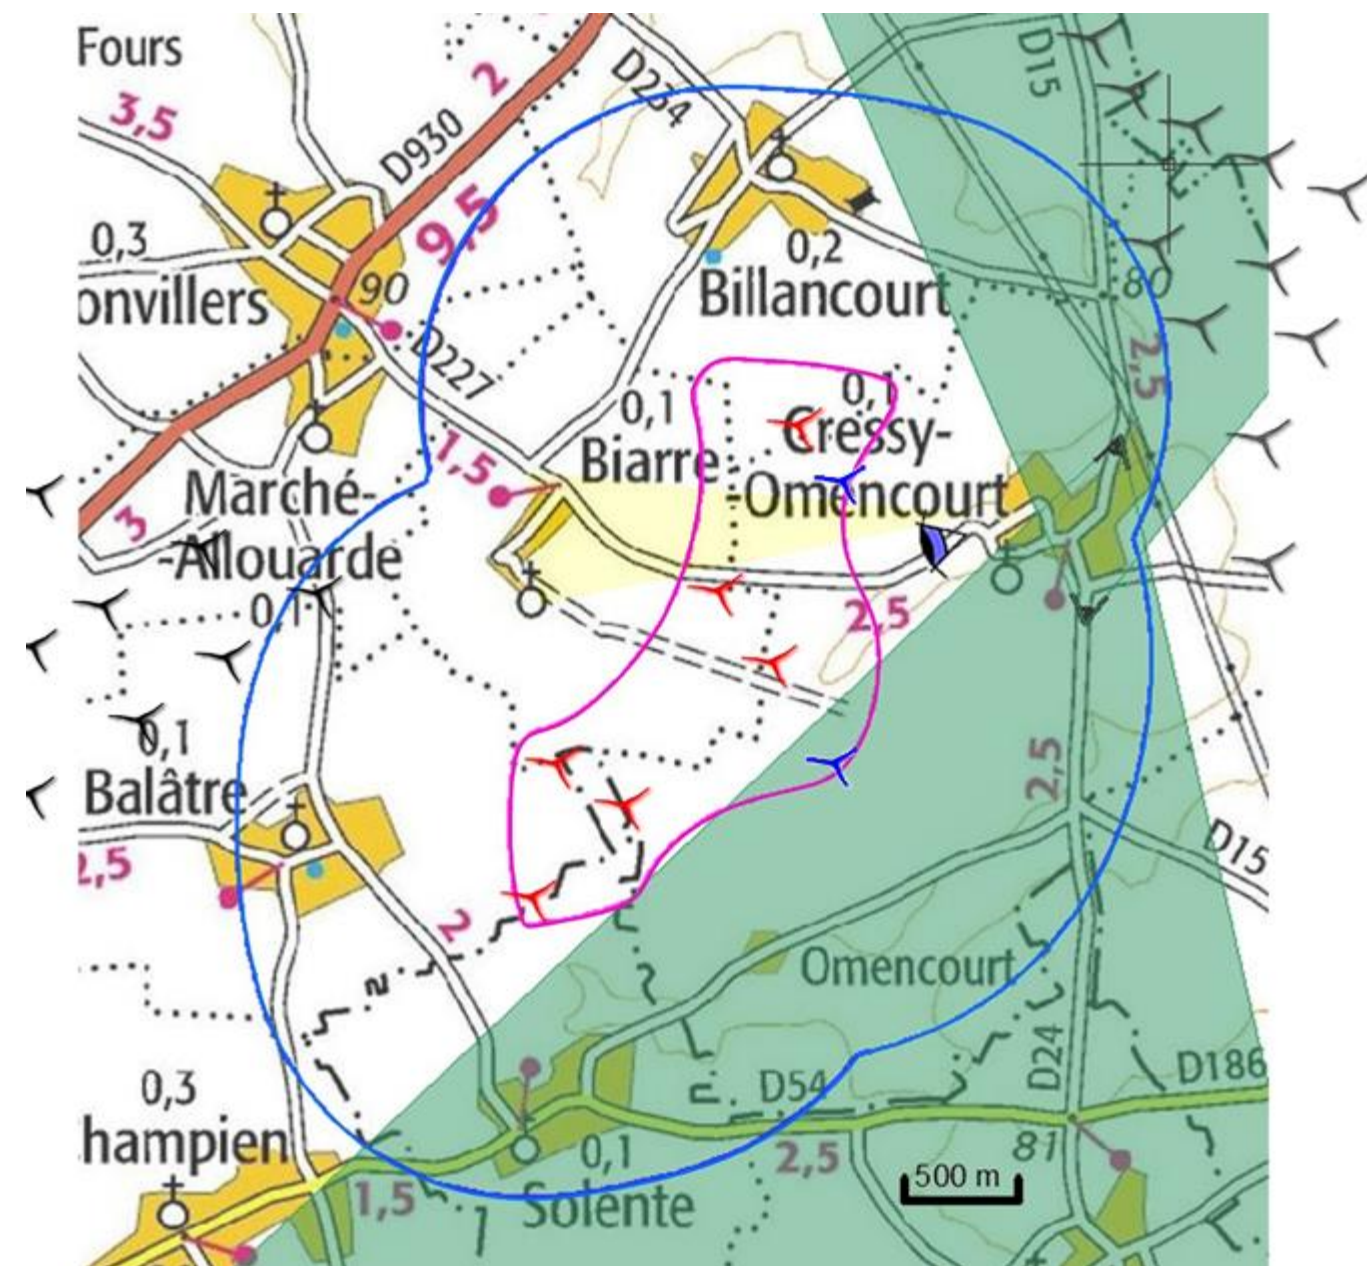 Fours
3,5
2
D234
D15
D930
9,5
0,3
onvillers
90
0,2
Billancourt
80
D227
2,5
0,1
0,1
Cressy-
1,5
Biarre
-Omencourt
Marché-
-Allouarde
3
0,1
2,5
0,1
Balâtre
2,5
2,5
D15
2
Omencourt
D24
D186
D54
0,3
hampien
0,1
2,5
81
500 m
1,5
Solente